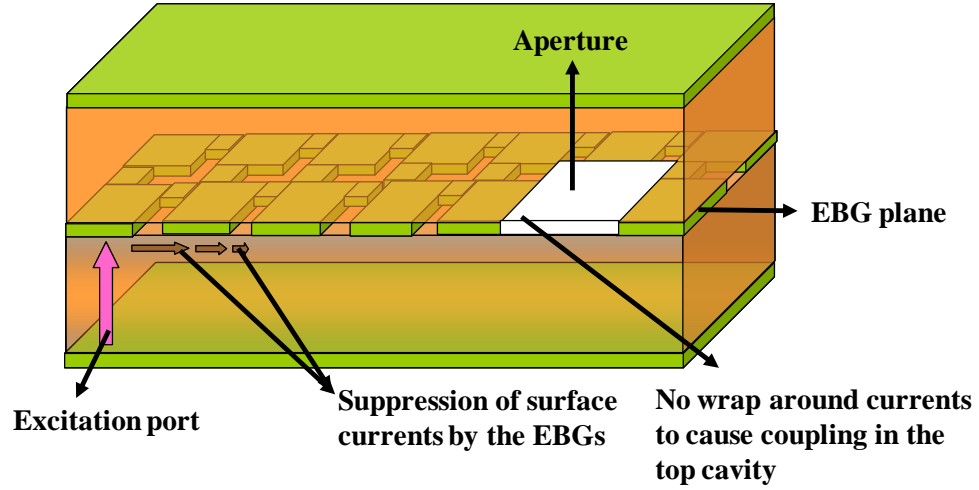 Aperture
EBG plane
Excitation port
Suppression of surface
currents by the EBGs
No wrap around currents
to cause coupling in the
top cavity